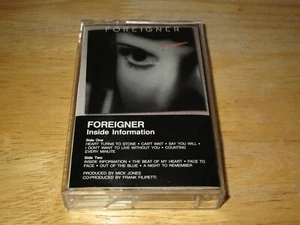 FOREIGNER
FOREIGNER
Inside Information
Side One
HEART TURNS TO STONE • CAN'T WAIT • SAY YOU WILL •
I DON'T WANT TO LIVE WITHOUT YOU • COUNTING
EVERY MINUTE
Side Two
INSIDE INFORMATION • THE BEAT OF MY HEART • FACE TO
FACE • OUT OF THE BLUE • A NIGHT TO REMEMBER
PRODUCED BY MICK JONES
CO-PRODUCED BY FRANK FILIPETTI